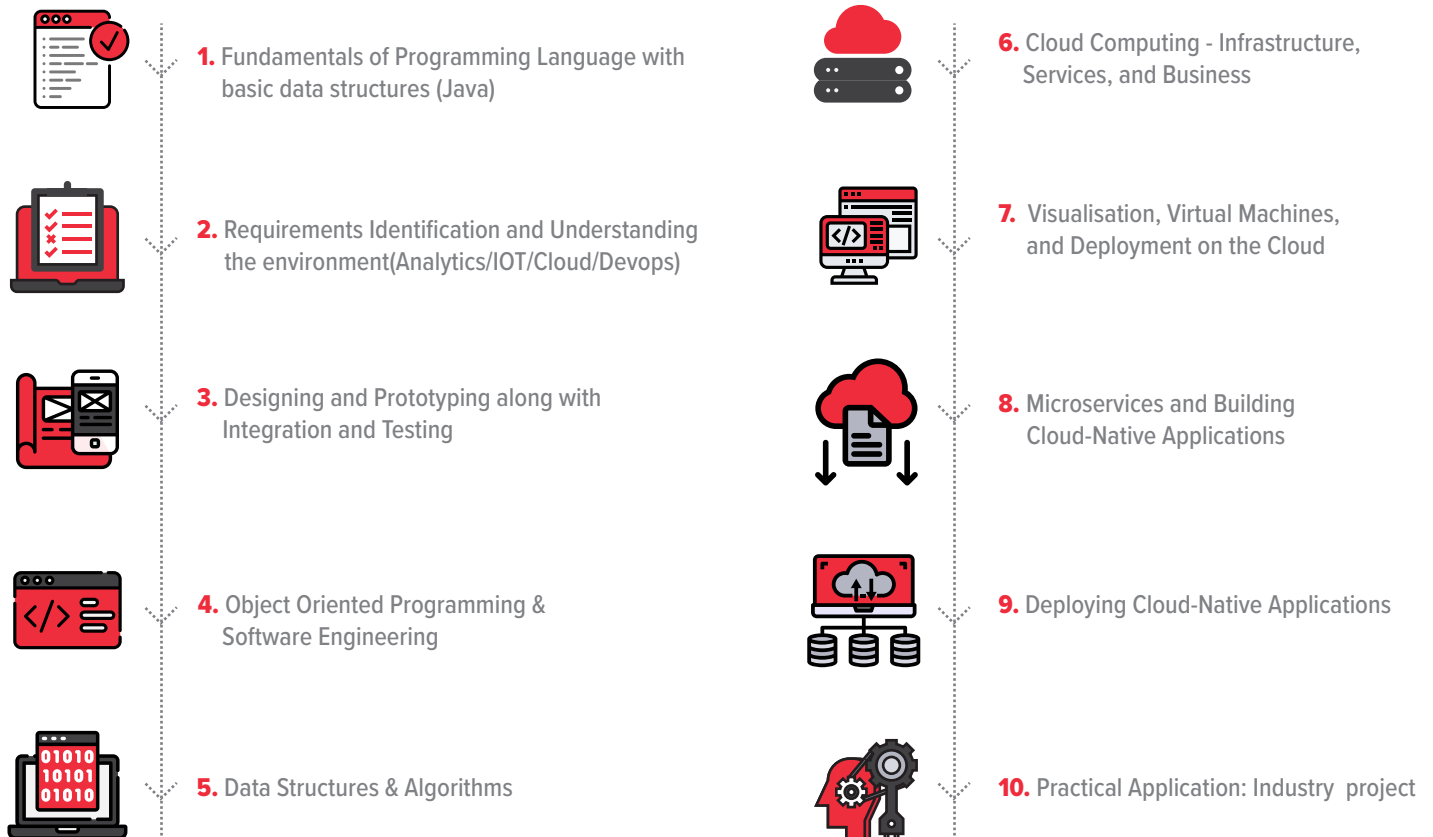 1. Fundamentals of Programming Language with
basic data structures (Java)
2. Requirements Identification and Understanding
the environment(Analytics/IOT/Cloud/Devops)
3. Designing and Prototyping along with
Integration and Testing
4. Object Oriented Programming &
Software Engineering
01010
10101
01010
5. Data Structures & Algorithms
6. Cloud Computing - Infrastructure,
Services, and Business
</>
7. Visualisation, Virtual Machines,
and Deployment on the Cloud
8. Microservices and Building
Cloud-Native Applications
9. Deploying Cloud-Native Applications
10. Practical Application: Industry project